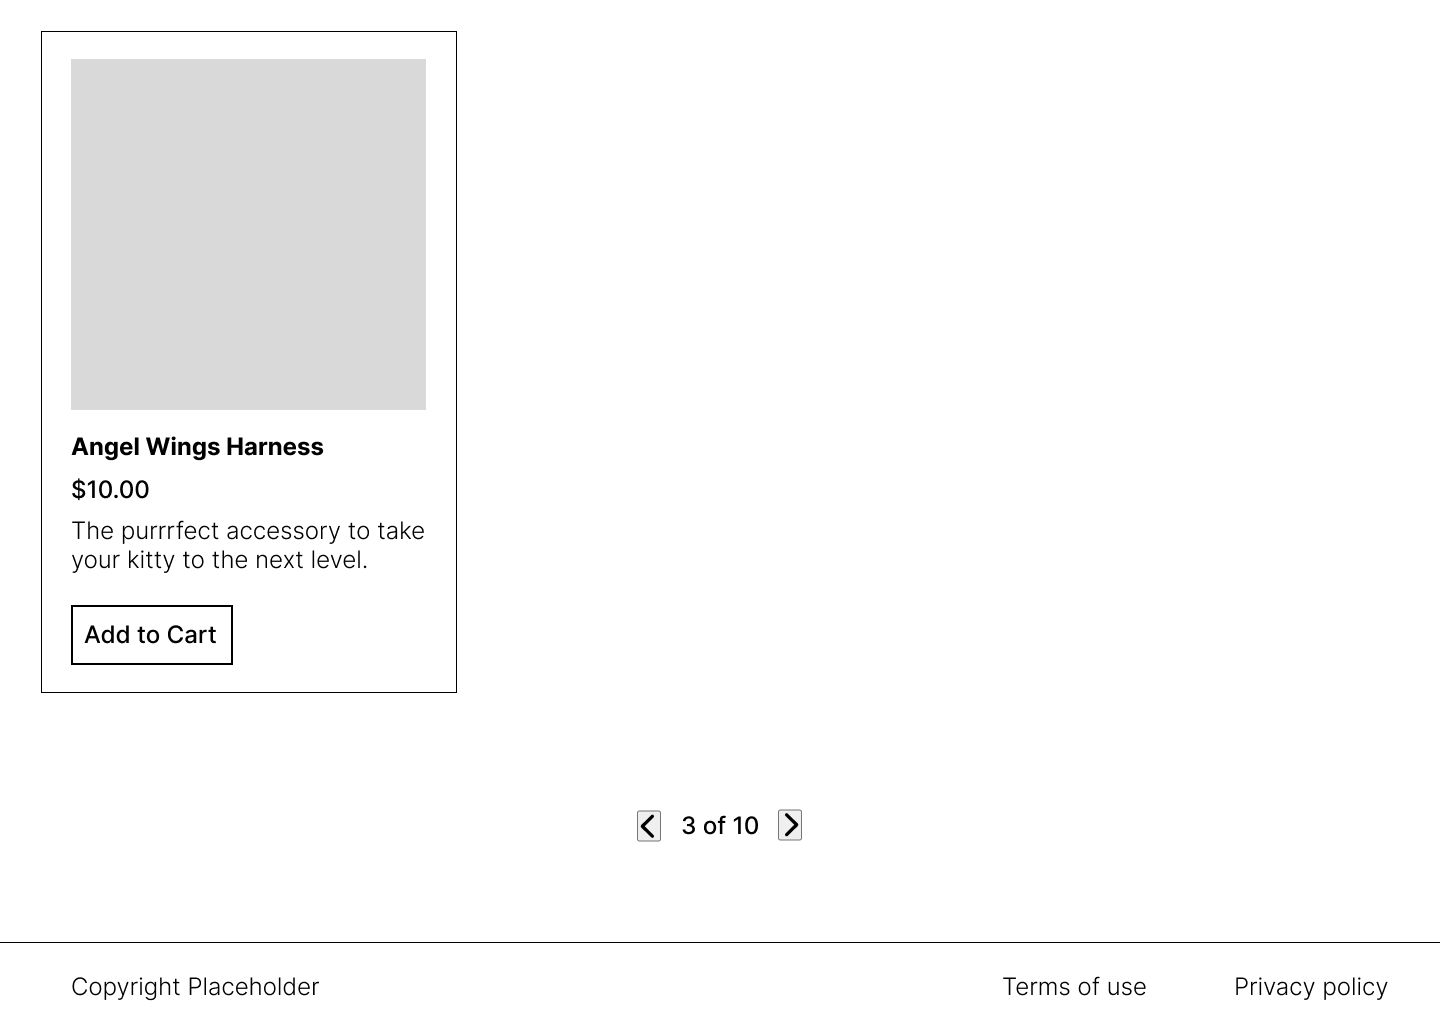 Angel Wings Harness
$10.00
The purrrfect accessory to take
your kitty to the next level.
Add to Cart
3 of 10
Copyright Placeholder
Terms of use
Privacy policy